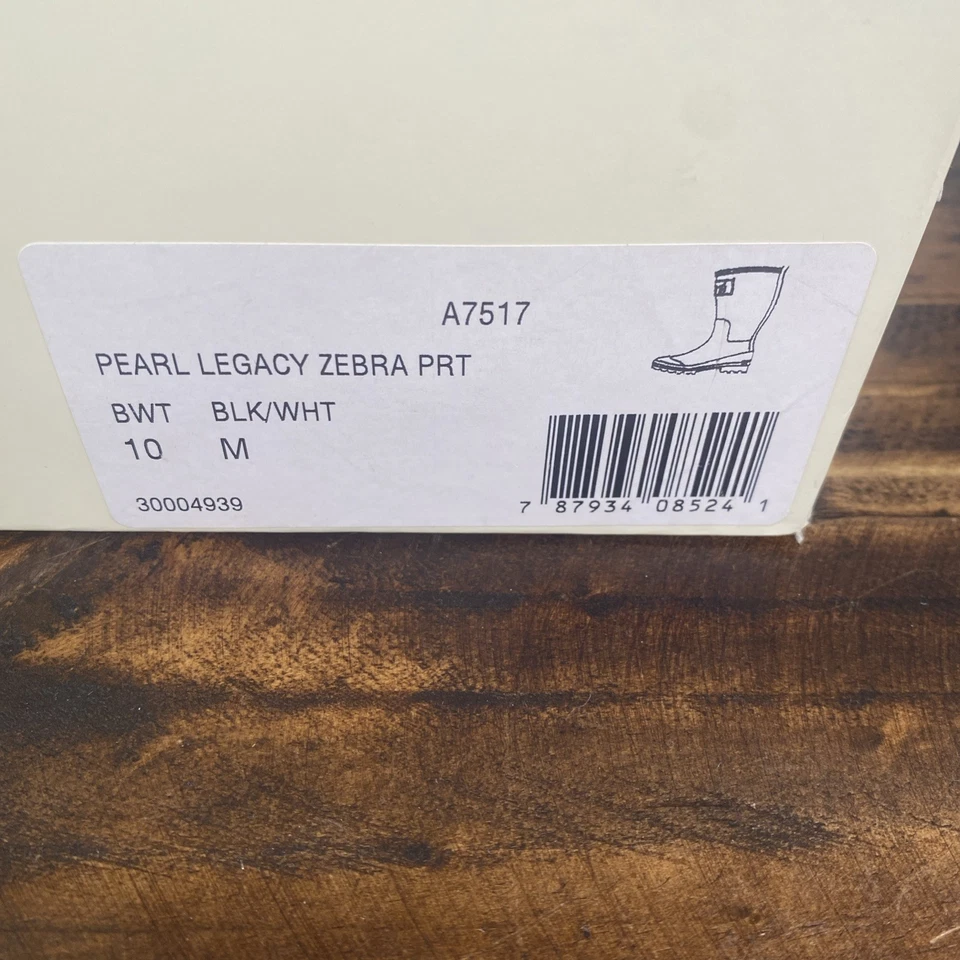 A7517
PEARL LEGACY ZEBRA PRT
BWT BLK/WHT
10 M
30004939
7 87934 08524 1